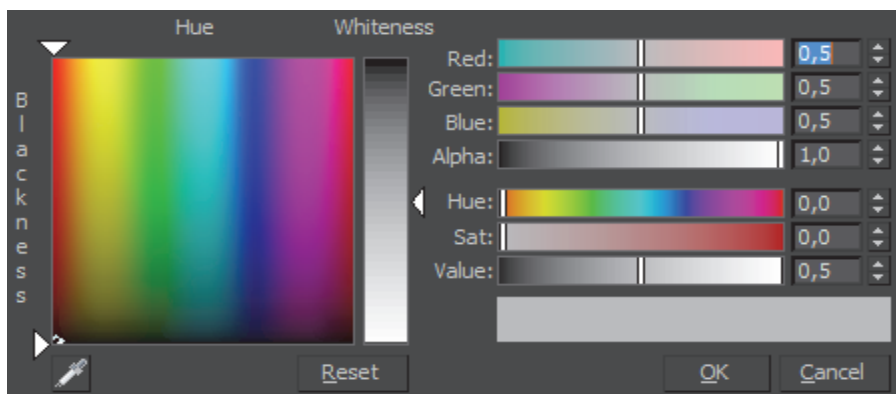 Hue
Whiteness
Blackness
Red: 0,5
Green: 0,5
Blue: 0,5
Alpha: 1,0
Hue: 0,0
Sat: 0,0
Value: 0,5
Reset
OK
Cancel